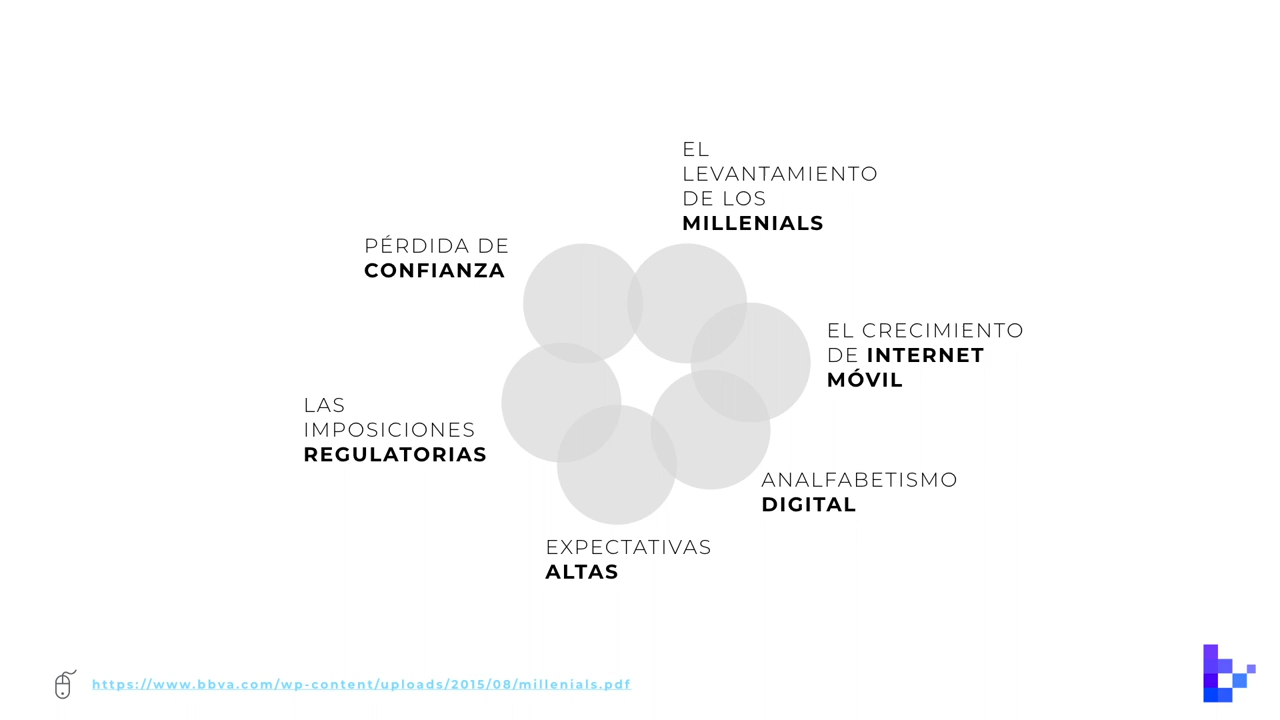 EL
LEVANTAMIENTO
DE LOS
MILLENIALS
PÉRDIDA DE
CONFIANZA
EL CRECIMIENTO
DE INTERNET
MÓVIL
LAS
IMPOSICIONES
REGULATORIAS
ANALFABETISMO
DIGITAL
EXPECTATIVAS
ALTAS
https://www.bbva.com/wp-content/uploads/2015/08/millenials.pdf